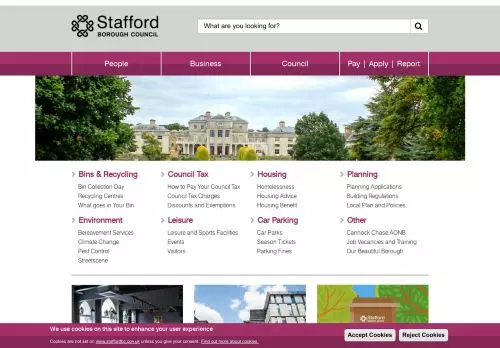 Stafford
BOROUGH COUNCIL
What are you looking for?
People
Business
Council
Pay | Apply | Report
Bins & Recycling
Bin Collection Day
Recycling Centres
What goes in Your Bin
Council Tax
How to Pay Your Council Tax
Council Tax Charges
Discounts and Exemptions
Housing
Homelessness
Housing Advice
Housing Benefit
Planning
Planning Applications
Building Regulations
Local Plan and Policies
Environment
Bereavement Services
Climate Change
Pest Control
Streetscene
Leisure
Leisure and Sports Facilities
Events
Visitors
Car Parking
Car Parks
Season Tickets
Parking Fines
Other
Cannock Chase AONB
Job Vacancies and Training
Our Beautiful Borough
Stafford
We use cookies on this site to enhance your user experience
Cookies are not set on www.staffordbc.gov.uk unless you give your consent. Find out more about cookies.
Accept Cookies
Reject Cookies